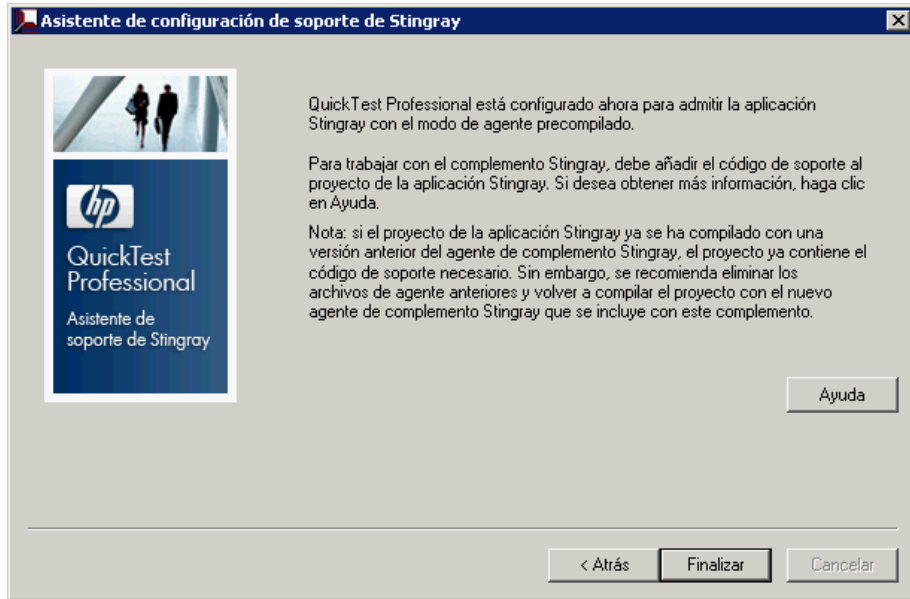 Asistente de configuración de soporte de Stingray
hp
QuickTest
Professional
Asistente de
soporte de Stingray
QuickTest Professional está configurado ahora para admitir la aplicación
Stingray con el modo de agente precompilado.
Para trabajar con el complemento Stingray, debe añadir el código de soporte al
proyecto de la aplicación Stingray. Si desea obtener más información, haga clic
en Ayuda.
Nota: si el proyecto de la aplicación Stingray ya se ha compilado con una
versión anterior del agente de complemento Stingray, el proyecto ya contiene el
código de soporte necesario. Sin embargo, se recomienda eliminar los
archivos de agente anteriores y volver a compilar el proyecto con el nuevo
agente de complemento Stingray que se incluye con este complemento.
Ayuda
< Atrás
Finalizar
Cancelar